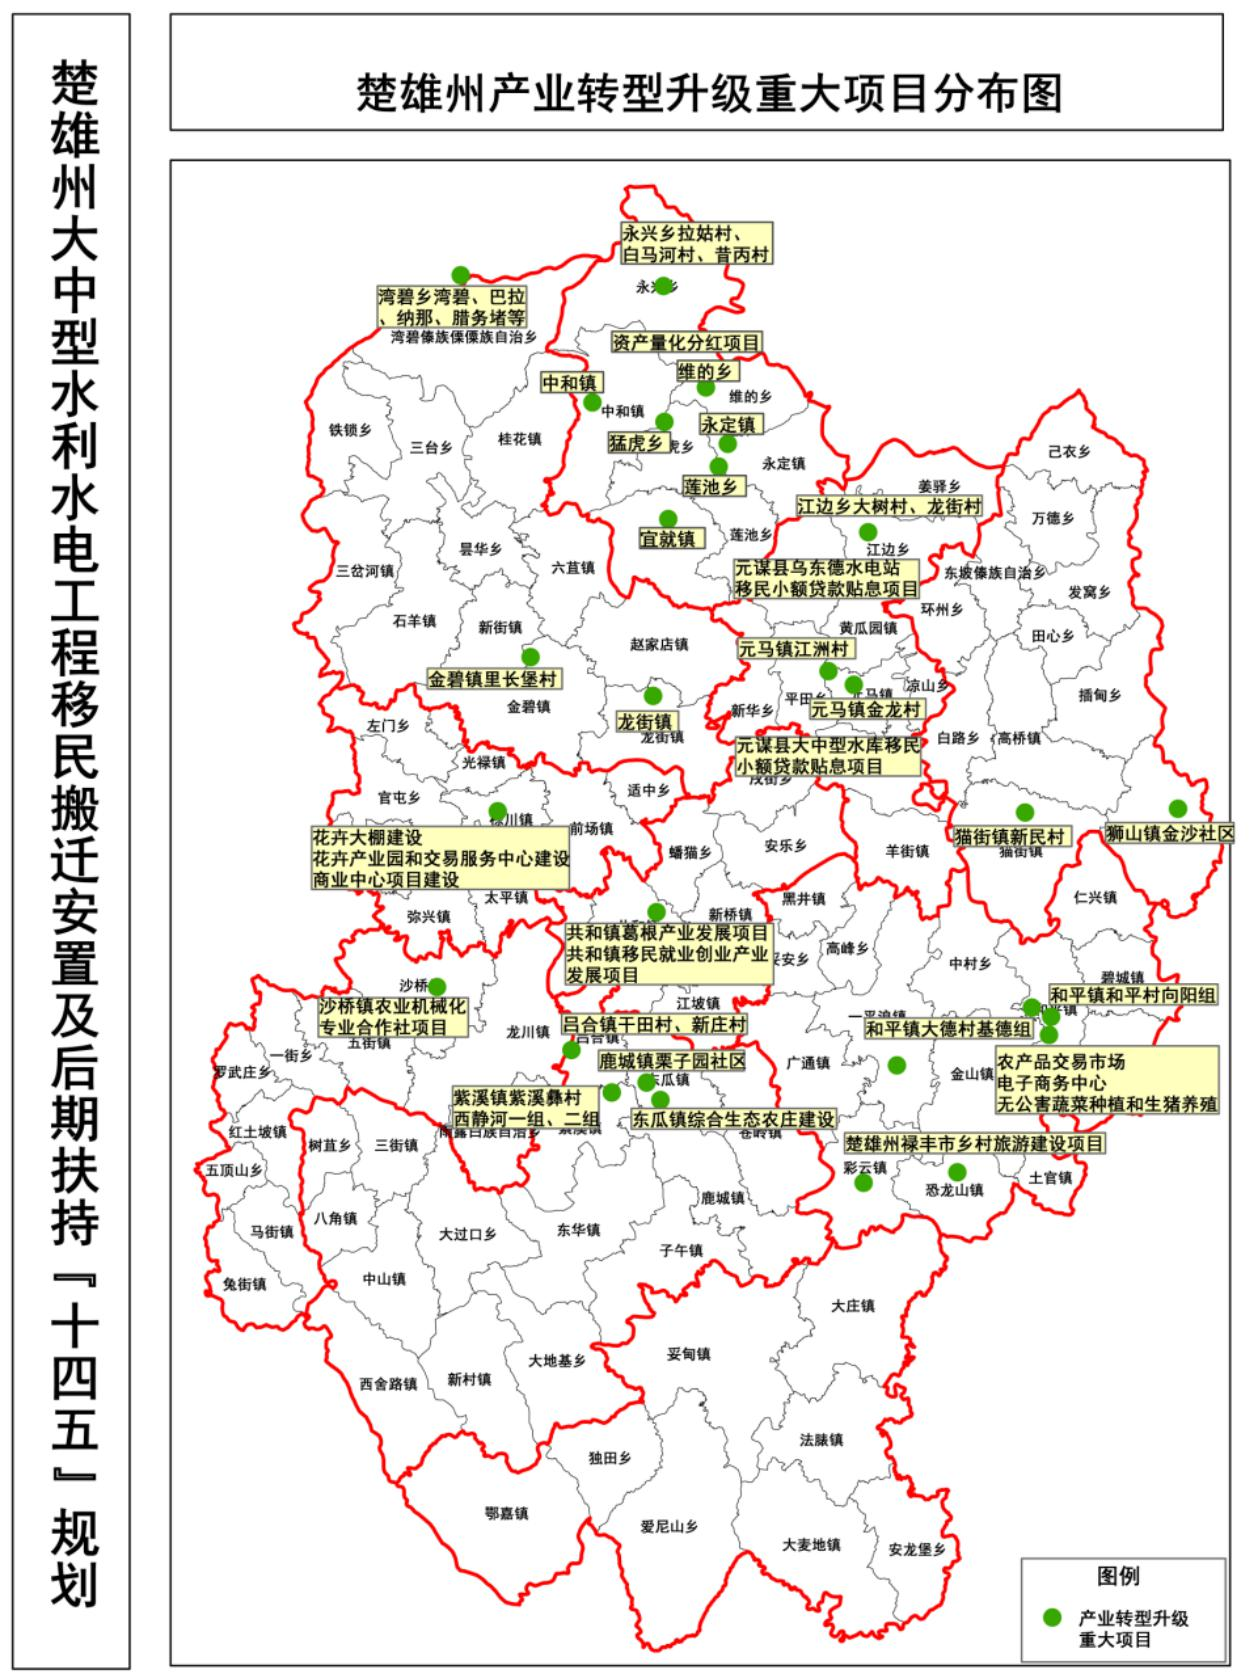 楚雄州大中型水利水电工程移民搬迁安置及后期扶持『十四五』规划
楚雄州产业转型升级重大项目分布图
永兴乡拉姑村、
白马河村、昔丙村
湾碧乡湾碧、巴拉
、纳那、腊务堵等
湾碧傣族傈僳族自治乡
资产量化分红项目
维的乡
维的乡
中和镇
中和镇
猛虎乡
永定镇
永定镇
莲池乡
莲池乡
宜就镇
铁锁乡
三台乡
桂花镇
己衣乡
姜驿乡
江边乡大树村、龙街村
江边乡
万德乡
三岔河镇
昙华乡
六苴镇
元谋县乌东德水电站
移民小额贷款贴息项目
东坡傣族自治乡
发窝乡
环州乡
石羊镇
新街镇
赵家店镇
黄瓜园镇
田心乡
元马镇江洲村
金碧镇里长堡村
金碧镇
龙街镇
龙街镇
新华乡
凉山乡
元马镇金龙村
插甸乡
左门乡
光禄镇
元谋县大中型水库移民
小额贷款贴息项目
白路乡
高桥镇
官屯乡
适中乡
前场镇
花卉大棚建设
花卉产业园和交易服务中心建设
商业中心项目建设
蟠猫乡
安乐乡
羊街镇
猫街镇新民村
猫街镇
狮山镇金沙社区
仁兴镇
太平镇
弥兴镇
新桥镇
黑井镇
共和镇葛根产业发展项目
共和镇移民就业创业产业
发展项目
妥安乡
高峰乡
中村乡
碧城镇
沙桥
沙桥镇农业机械化
专业合作社项目
五街镇
江坡镇
和平镇和平村向阳组
一平浪镇
和平镇大德村基德组
龙川镇
吕合镇干田村、新庄村
吕合镇
鹿城镇栗子园社区
东瓜镇
一街乡
罗武庄乡
广通镇
金山镇
农产品交易市场
电子商务中心
无公害蔬菜种植和生猪养殖
紫溪镇紫溪彝村
西静河一组、二组
东瓜镇综合生态农庄建设
苍岭镇
红土坡镇
树苴乡
三街镇
雨露白族自治乡
紫溪镇
楚雄州禄丰市乡村旅游建设项目
五顶山乡
彩云镇
恐龙山镇
土官镇
马街镇
八角镇
大过口乡
东华镇
鹿城镇
子午镇
兔街镇
中山镇
大庄镇
西舍路镇
新村镇
大地基乡
妥甸镇
法脿镇
独田乡
鄂嘉镇
爱尼山乡
大麦地镇
安龙堡乡
图例
产业转型升级
重大项目